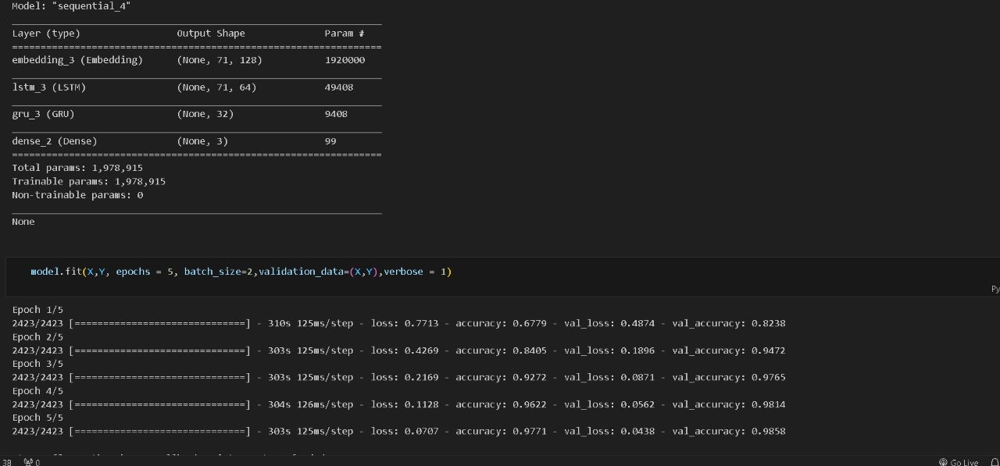 Model: "sequential_4"
Layer (type) Output Shape Param #
embedding_3 (Embedding) (None, 71, 128) 1920000
lstm_3 (LSTM) (None, 71, 64) 49408
gru_3 (GRU) (None, 32) 9408
dense_2 (Dense) (None, 3) 99
Total params: 1,978,915
Trainable params: 1,978,915
Non-trainable params: 0
None
model.fit(X,Y, epochs = 5, batch_size=2,validation_data=(X,Y),verbose = 1)
Py
Epoch 1/5
2423/2423 [==============================] - 310s 125ms/step - loss: 0.7713 - accuracy: 0.6779 - val_loss: 0.4874 - val_accuracy: 0.8238
Epoch 2/5
2423/2423 [==============================] - 303s 125ms/step - loss: 0.4269 - accuracy: 0.8405 - val_loss: 0.1896 - val_accuracy: 0.9472
Epoch 3/5
2423/2423 [==============================] - 303s 125ms/step - loss: 0.2169 - accuracy: 0.9272 - val_loss: 0.0871 - val_accuracy: 0.9765
Epoch 4/5
2423/2423 [==============================] - 304s 126ms/step - loss: 0.1128 - accuracy: 0.9622 - val_loss: 0.0562 - val_accuracy: 0.9814
Epoch 5/5
2423/2423 [==============================] - 303s 125ms/step - loss: 0.0707 - accuracy: 0.9771 - val_loss: 0.0438 - val_accuracy: 0.9858
38 0 Go Live